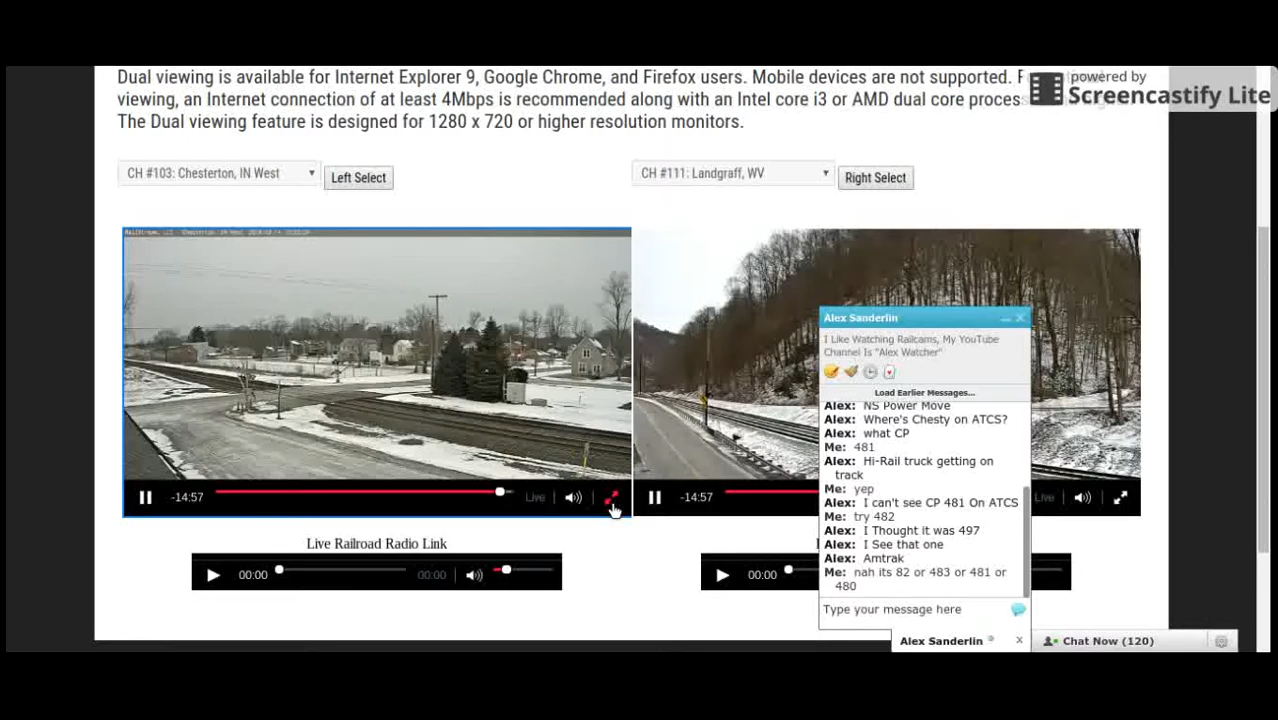 Dual viewing is available for Internet Explorer 9, Google Chrome, and Firefox users. Mobile devices are not supported. F
viewing, an Internet connection of at least 4Mbps is recommended along with an Intel core i3 or AMD dual core
The Dual viewing feature is designed for 1280 x 720 or higher resolution monitors.
powered by
Screencastify Lite
CH #103: Chesterton, IN West
Left Select
CH #111: Landgraff, WV
Right Select
-14:57
Live
-14:57
Live
Live Railroad Radio Link
00:00
00:00
00:00
Alex Sanderlin
I Like Watching Railcams, My YouTube
Channel Is "Alex Watcher"
Load Earlier Messages...
Alex: NS Power Move
Alex: Where's Chesty on ATCS?
Alex: what CP
Me: 481
Alex: Hi-Rail truck getting on
track
Me: yep
Alex: I can't see CP 481 On ATCS
Me: try 482
Alex: I Thought it was 497
Alex: I See that one
Alex: Amtrak
Me: nah its 82 or 483 or 481 or
480
Type your message here
Alex Sanderlin
x
Chat Now (120)